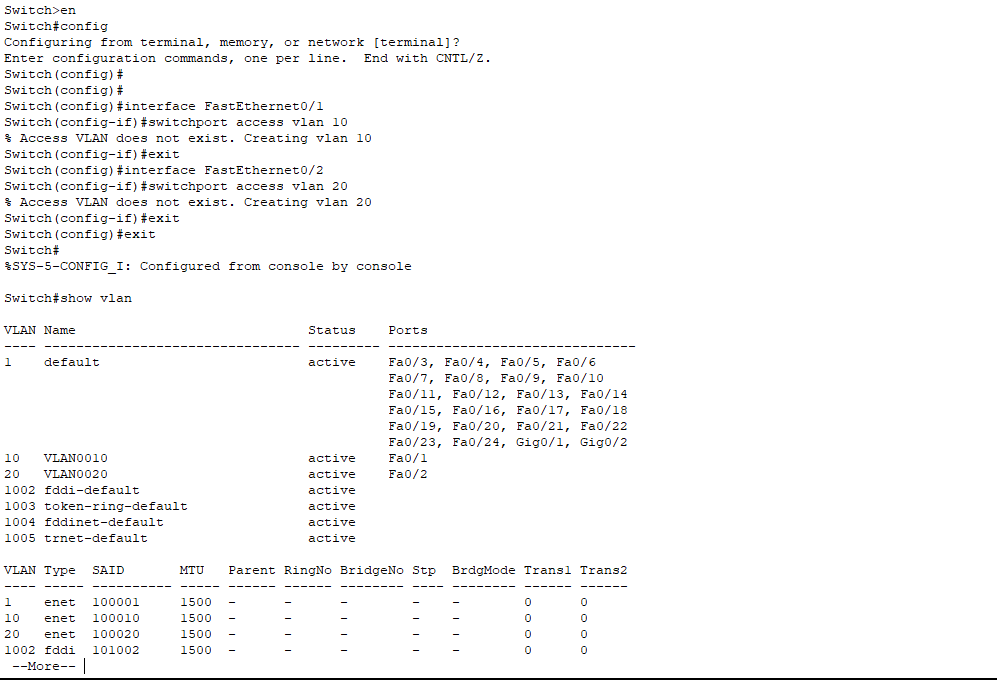 Switch>en
Switch#config
Configuring from terminal, memory, or network [terminal]?
Enter configuration commands, one per line.  End with CNTL/Z.
Switch(config)#
Switch(config)#
Switch(config)#interface FastEthernet0/1
Switch(config-if)#switchport access vlan 10
% Access VLAN does not exist. Creating vlan 10
Switch(config-if)#exit
Switch(config)#interface FastEthernet0/2
Switch(config-if)#switchport access vlan 20
% Access VLAN does not exist. Creating vlan 20
Switch(config-if)#exit
Switch(config)#exit
Switch#
%SYS-5-CONFIG_I: Configured from console by console

Switch#show vlan

VLAN Name                             Status    Ports
---- -------------------------------- --------- -------------------------------
1    default                          active    Fa0/3, Fa0/4, Fa0/5, Fa0/6
                                                Fa0/7, Fa0/8, Fa0/9, Fa0/10
                                                Fa0/11, Fa0/12, Fa0/13, Fa0/14
                                                Fa0/15, Fa0/16, Fa0/17, Fa0/18
                                                Fa0/19, Fa0/20, Fa0/21, Fa0/22
                                                Fa0/23, Fa0/24, Gig0/1, Gig0/2
10   VLAN0010                         active    Fa0/1
20   VLAN0020                         active    Fa0/2
1002 fddi-default                     active
1003 token-ring-default               active
1004 fddinet-default                  active
1005 trnet-default                    active

VLAN Type  SAID       MTU   Parent RingNo BridgeNo Stp  BrdgMode Trans1 Trans2
---- ----- ---------- ----- ------ ------ -------- ---- -------- ------ ------
1    enet  100001     1500  -      -      -        -    -        0      0
10   enet  100010     1500  -      -      -        -    -        0      0
20   enet  100020     1500  -      -      -        -    -        0      0
1002 fddi  101002     1500  -      -      -        -    -        0      0
 --More--